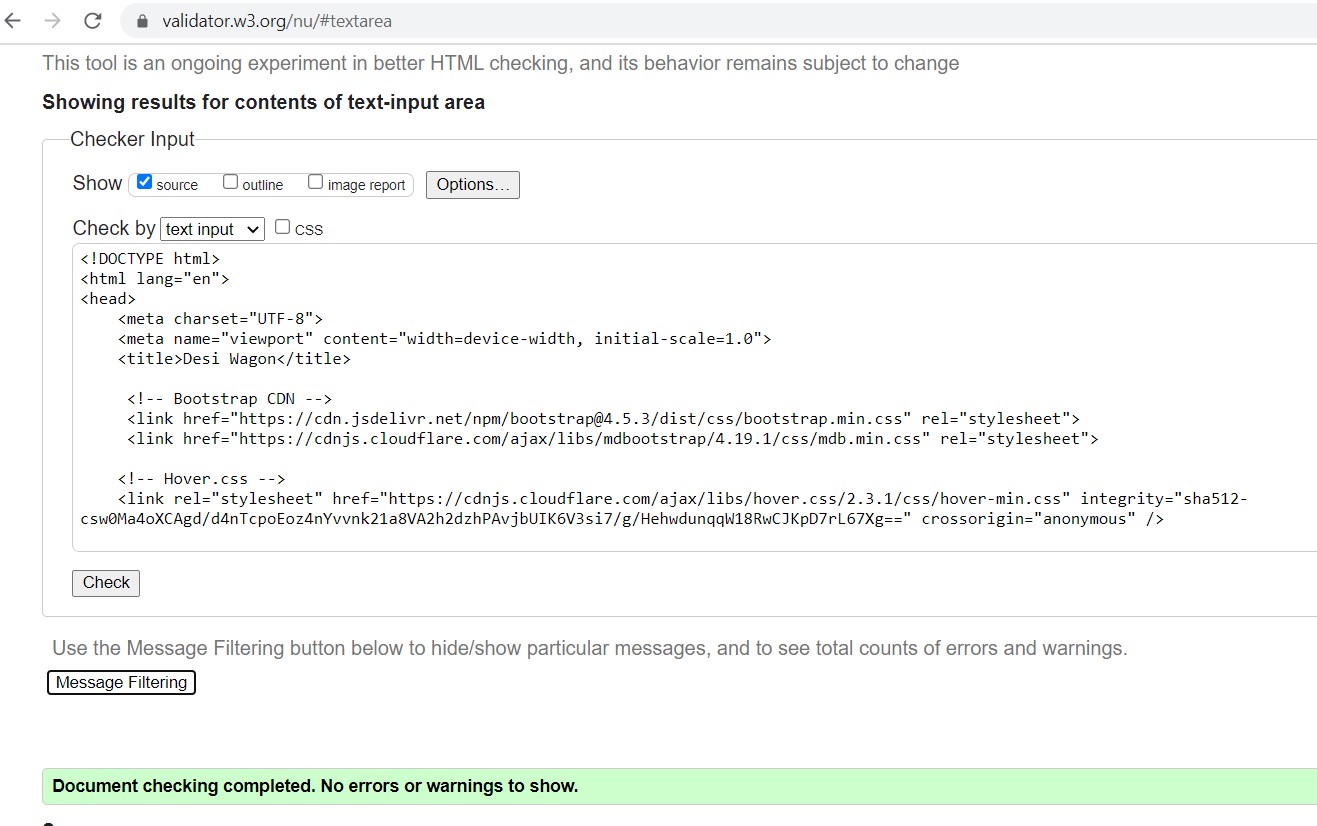 validator.w3.org/nu/#textarea
This tool is an ongoing experiment in better HTML checking, and its behavior remains subject to change
Showing results for contents of text-input area
Checker Input
Show source outline image report Options...
Check by text input CSS
<!DOCTYPE html>
<html lang="en">
<head>
    <meta charset="UTF-8">
    <meta name="viewport" content="width=device-width, initial-scale=1.0">
    <title>Desi Wagon</title>
     <!-- Bootstrap CDN -->
     <link href="https://cdn.jsdelivr.net/npm/bootstrap@4.5.3/dist/css/bootstrap.min.css" rel="stylesheet">
     <link href="https://cdnjs.cloudflare.com/ajax/libs/mdbootstrap/4.19.1/css/mdb.min.css" rel="stylesheet">
    <!-- Hover.css -->
    <link rel="stylesheet" href="https://cdnjs.cloudflare.com/ajax/libs/hover.css/2.3.1/css/hover-min.css" integrity="sha512-
csw0Ma4oXCAgd/d4nTcpoEoz4nYvvnk21a8VA2h2dzhPAvjbUIK6V3si7/g/HehwdunqqW18RwCJKpD7rL67Xg==" crossorigin="anonymous" />
Check
Use the Message Filtering button below to hide/show particular messages, and to see total counts of errors and warnings.
Message Filtering
Document checking completed. No errors or warnings to show.